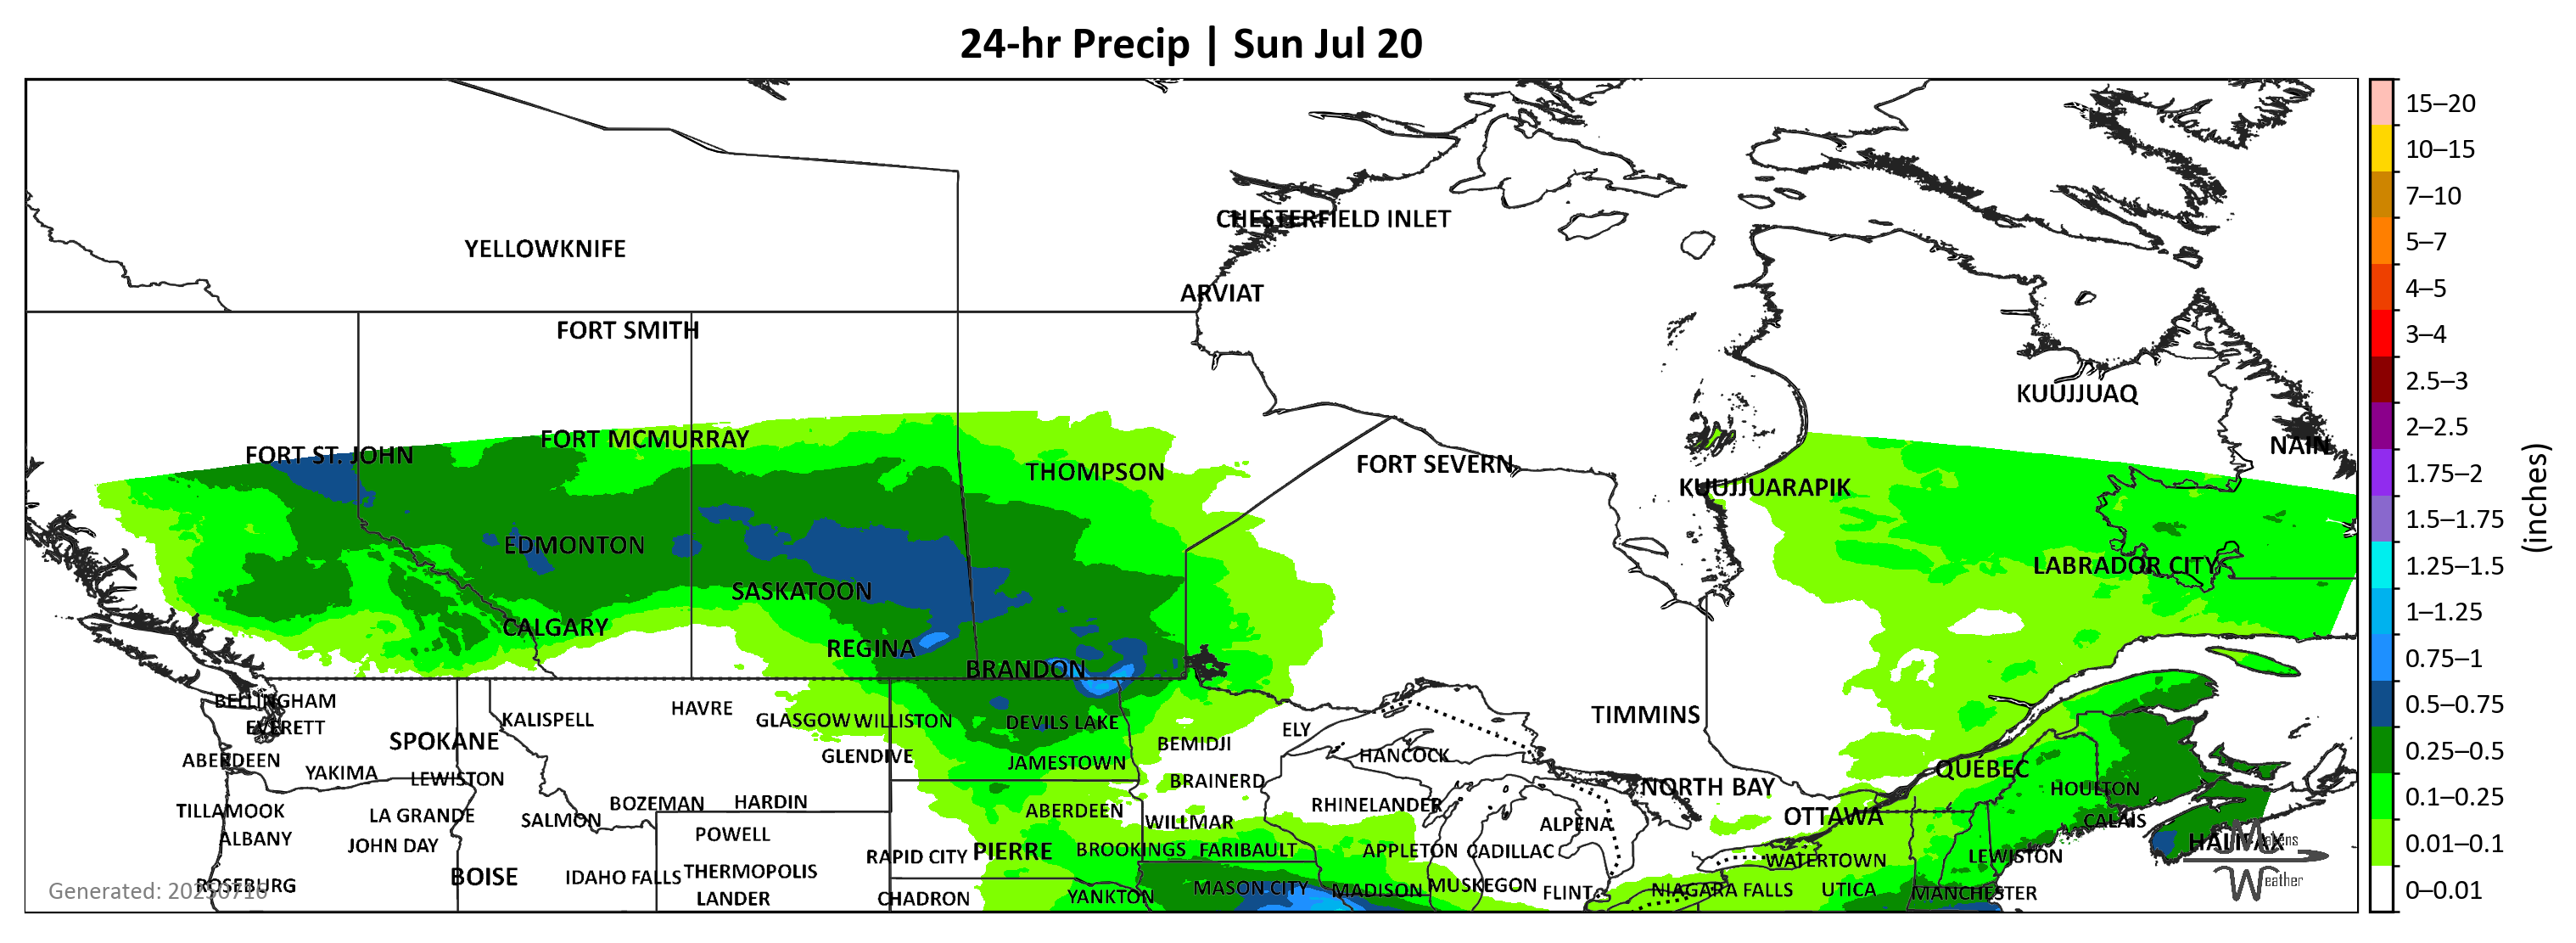 24-hr Precip | Sun Jul 20
CHESTERFIELD INLET
YELLOWKNIFE
ARVIAT
FORT SMITH
KUUJJUAQ
FORT MCMURRAY
NAIN
FORT ST. JOHN
THOMPSON
FORT SEVERN
KUUJJUARAPIK
EDMONTON
LABRADOR CITY
SASKATOON
CALGARY
REGINA
BRANDON
BELLINGHAM
KALISPELL
HAVRE
GLASGOW
WILLISTON
DEVILS LAKE
TIMMINS
EVERETT
ELY
SPOKANE
BEMIDJI
ABERDEEN
GLENDIVE
JAMESTOWN
HANCOCK
QUÉBEC
YAKIMA
LEWISTON
BRAINERD
NORTH BAY
HOULTON
BOZEMAN
HARDIN
RHINELANDER
TILLAMOOK
LA GRANDE
SALMON
ABERDEEN
WILLMAR
ALPENA
OTTAWA
CALAIS
ALBANY
JOHN DAY
POWELL
HALIFAX
RAPID CITY
PIERRE
BROOKINGS
FARIBAULT
APPLETON
CADILLAC
WATERTOWN
LEWISTON
BOISE
IDAHO FALLS
THERMOPOLIS
ROSEBURG
MASON CITY
MADISON
MUSKEGON
FLINT
NIAGARA FALLS
UTICA
MANCHESTER
LANDER
CHADRON
YANKTON
Weather
Generated: 20250716
15–20
10–15
7–10
5–7
4–5
3–4
2.5–3
2–2.5
1.75–2
1.5–1.75
1.25–1.5
1–1.25
0.75–1
0.5–0.75
0.25–0.5
0.1–0.25
0.01–0.1
0–0.01
(inches)